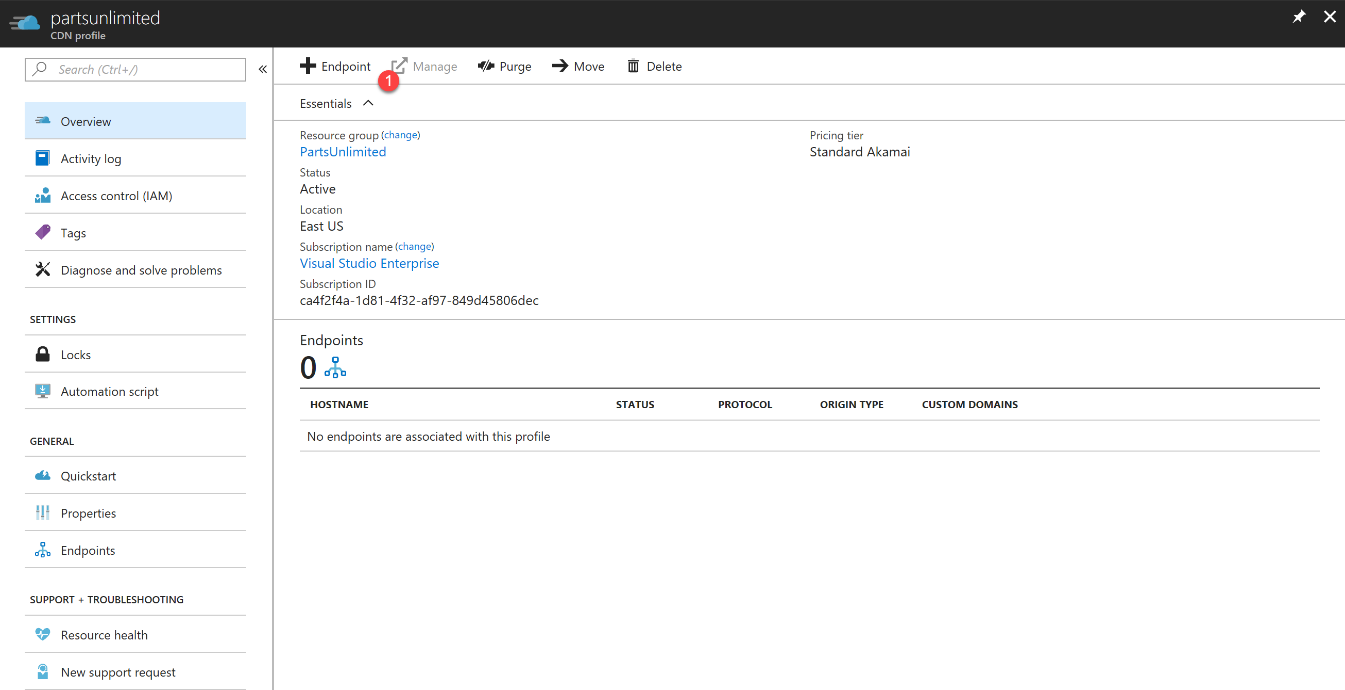 partsunlimited
CDN profile
Search (Ctrl+/)
«
Overview
Activity log
Access control (IAM)
Tags
Diagnose and solve problems
SETTINGS
Locks
Automation script
GENERAL
Quickstart
Properties
Endpoints
SUPPORT + TROUBLESHOOTING
Resource health
New support request
Endpoint Manage Purge Move Delete
1
Essentials
Resource group (change)
PartsUnlimited
Status
Active
Location
East US
Subscription name (change)
Visual Studio Enterprise
Subscription ID
ca4f2f4a-1d81-4f32-af97-849d45806dec
Pricing tier
Standard Akamai
Endpoints
0
HOSTNAME STATUS PROTOCOL ORIGIN TYPE CUSTOM DOMAINS
No endpoints are associated with this profile